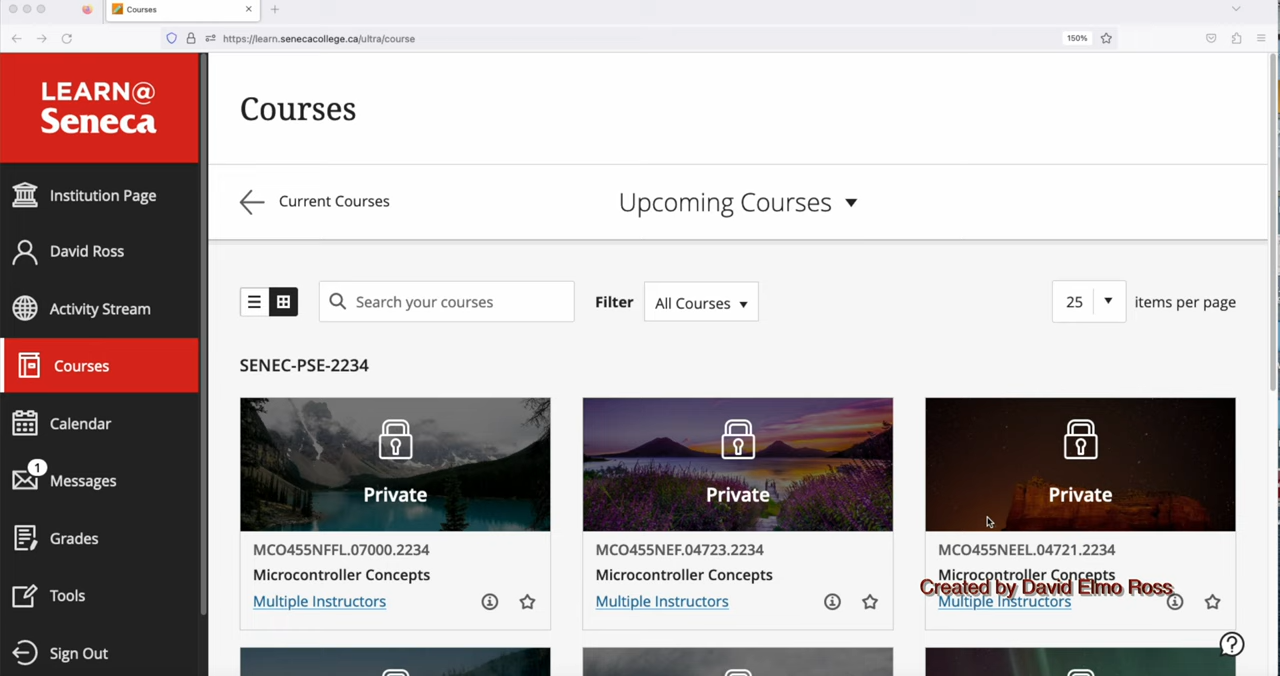 Courses
https://learn.senecacollege.ca/ultra/course
150%
LEARN@
Seneca
Institution Page
David Ross
Activity Stream
Courses
Calendar
1
Messages
Grades
Tools
Sign Out
Courses
Current Courses
Upcoming Courses
Search your courses
Filter
All Courses
25
items per page
SENEC-PSE-2234
Private
MCO455NFFL.07000.2234
Microcontroller Concepts
Multiple Instructors
Private
MCO455NEF.04723.2234
Microcontroller Concepts
Multiple Instructors
Private
MCO455NEEL.04721.2234
Microcontroller Concepts
Created by David Elmo Ross
Multiple Instructors